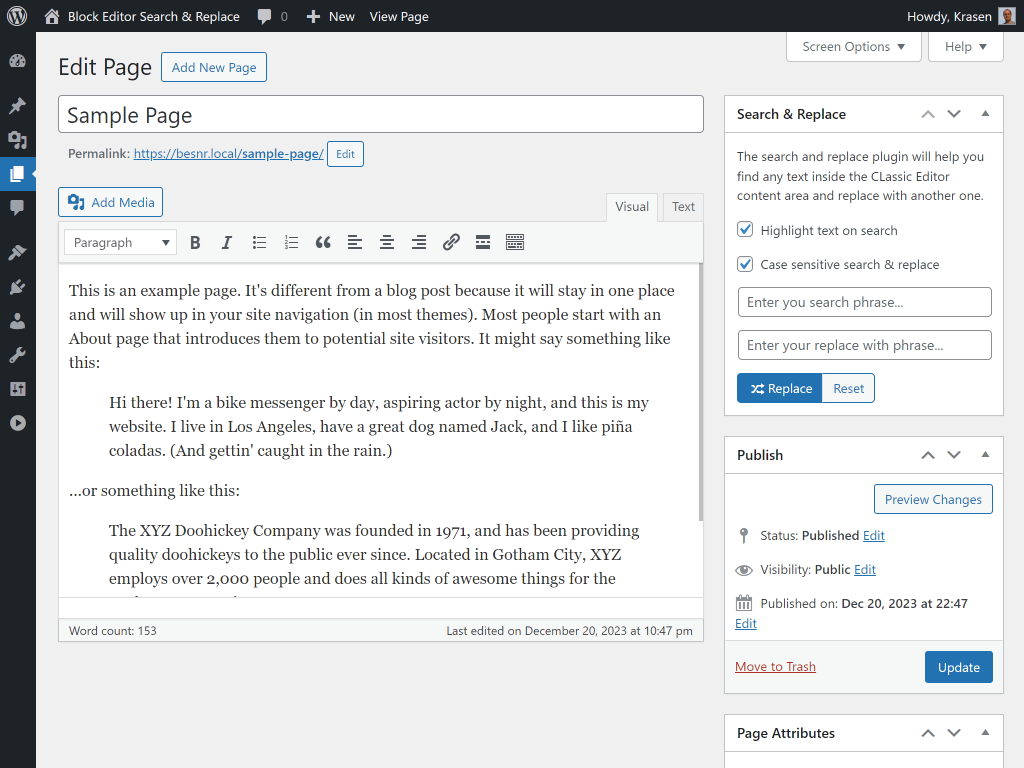 Block Editor Search & Replace 0 New View Page Howdy, Krasen
Screen Options Help
Edit Page Add New Page
Sample Page
Permalink: https://besnr.local/sample-page/ Edit
Add Media
Visual Text
Paragraph
This is an example page. It's different from a blog post because it will stay in one place
and will show up in your site navigation (in most themes). Most people start with an
About page that introduces them to potential site visitors. It might say something like
this:
Hi there! I'm a bike messenger by day, aspiring actor by night, and this is my
website. I live in Los Angeles, have a great dog named Jack, and I like piña
coladas. (And gettin' caught in the rain.)
...or something like this:
The XYZ Doohickey Company was founded in 1971, and has been providing
quality doohickeys to the public ever since. Located in Gotham City, XYZ
employs over 2,000 people and does all kinds of awesome things for the
Word count: 153
Last edited on December 20, 2023 at 10:47 pm
Search & Replace
The search and replace plugin will help you
find any text inside the CLassic Editor
content area and replace with another one.
Highlight text on search
Case sensitive search & replace
Enter you search phrase...
Enter your replace with phrase...
Replace Reset
Publish
Preview Changes
Status: Published Edit
Visibility: Public Edit
Published on: Dec 20, 2023 at 22:47
Edit
Move to Trash Update
Page Attributes